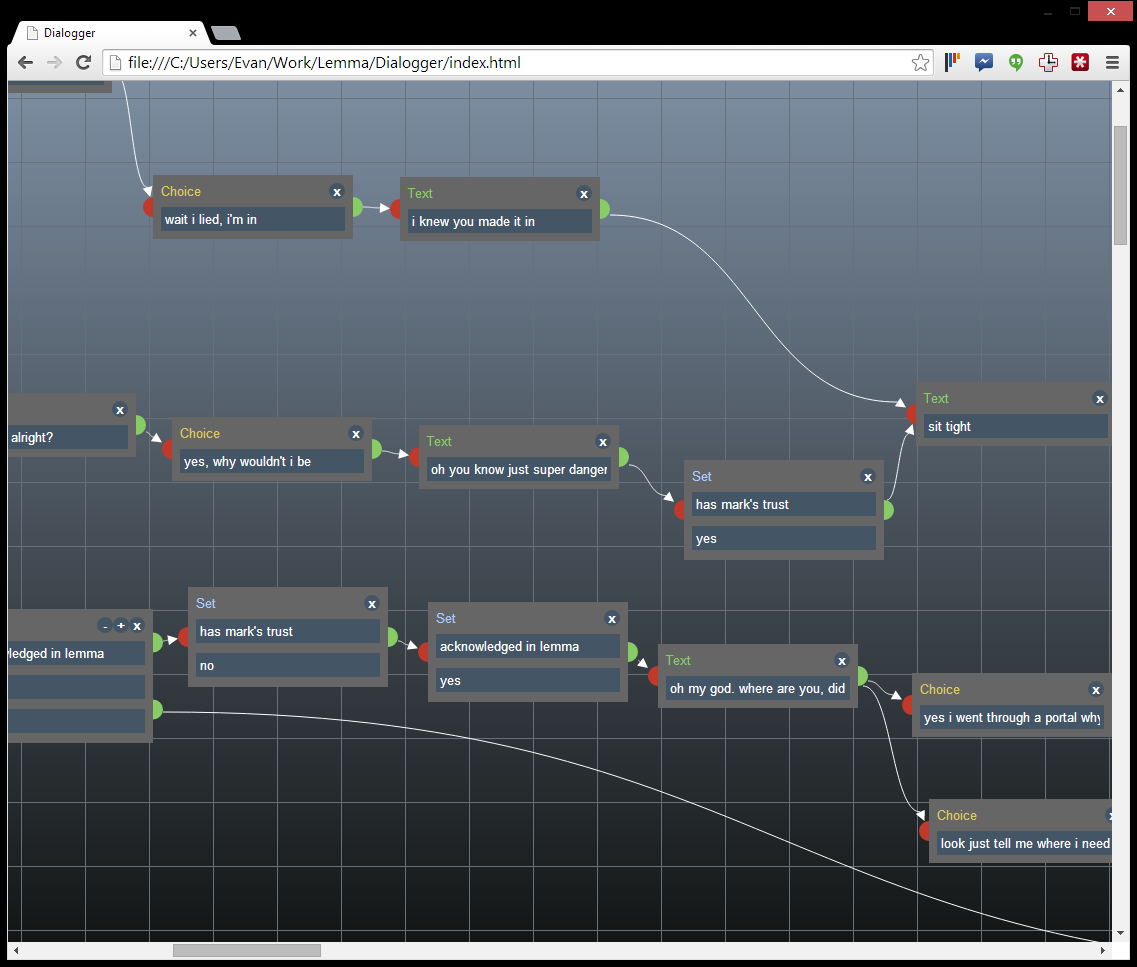 Dialogger
file:///C:/Users/Evan/Work/Lemma/Dialogger/index.html
Choice x
wait i lied, i'm in
Text x
i knew you made it in
x
alright?
Choice x
yes, why wouldn't i be
Text x
oh you know just super danger
Set x
has mark's trust
yes
Text x
sit tight
- + x
ledged in lemma
Set x
has mark's trust
no
Set x
acknowledged in lemma
yes
Text x
oh my god. where are you, did
Choice x
yes i went through a portal why
Choice x
look just tell me where i need